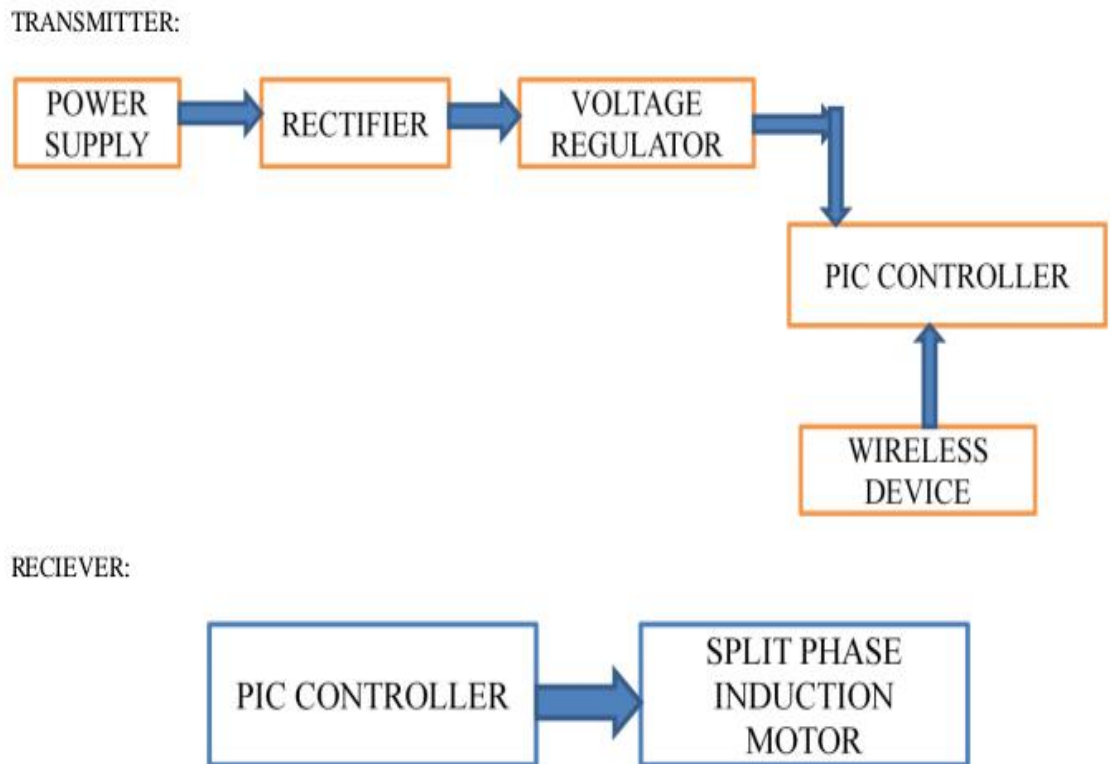 TRANSMITTER:
POWER
SUPPLY
RECTIFIER
VOLTAGE
REGULATOR
PIC CONTROLLER
WIRELESS
DEVICE
RECIEVER:
PIC CONTROLLER
SPLIT PHASE
INDUCTION
MOTOR